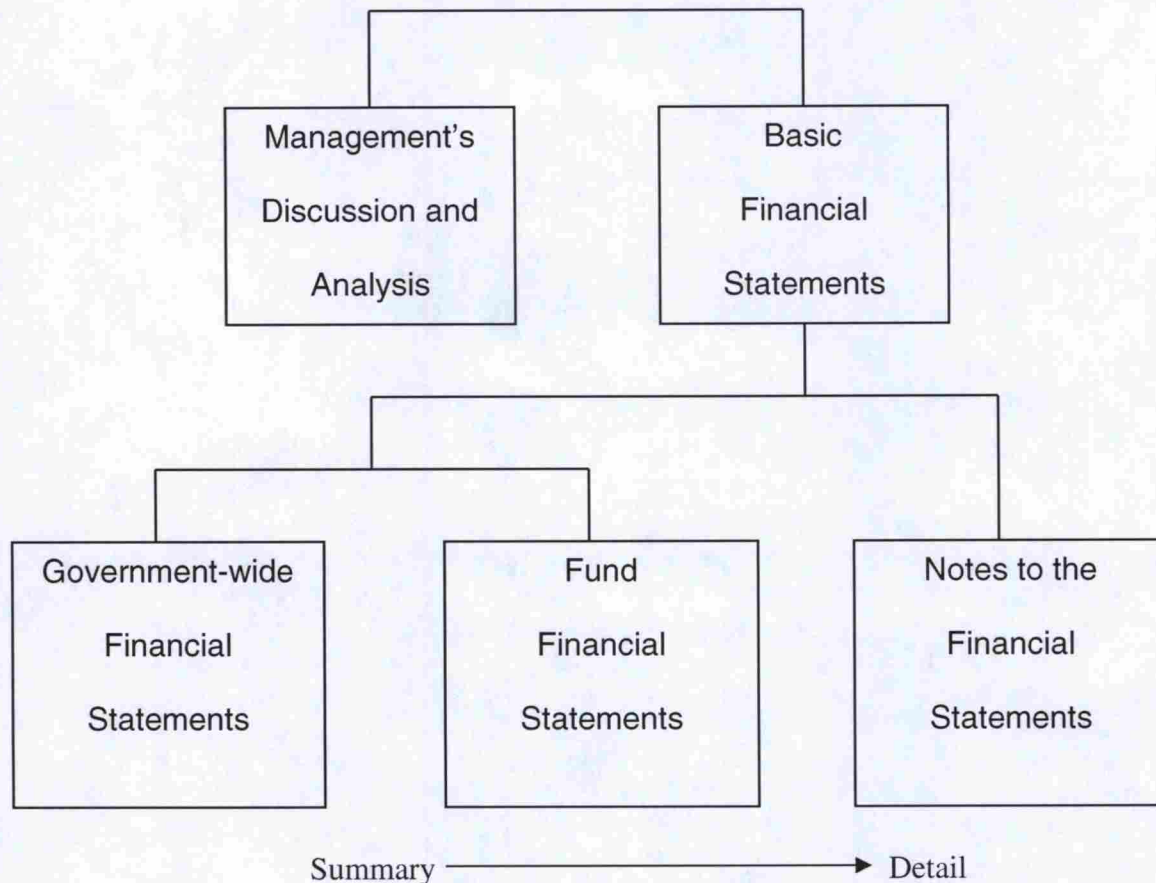 Management's
Discussion and
Analysis
Basic
Financial
Statements
Government-wide
Financial
Statements
Fund
Financial
Statements
Notes to the
Financial
Statements
Summary Detail